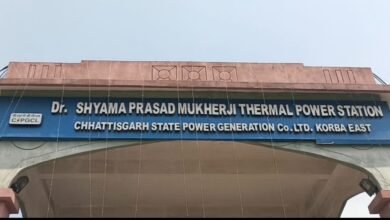 Dr. SHYAMA PRASAD MUKHERJI THERMAL POWER STATION
CSPGCL
CHHATTISGARH STATE POWER GENERATION Co. LTD. KORBA EAST